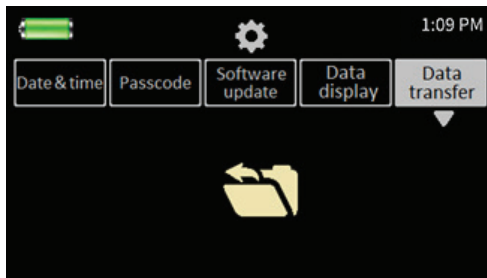 1:09 PM
Date & time
Passcode
Software
update
Data
display
Data
transfer